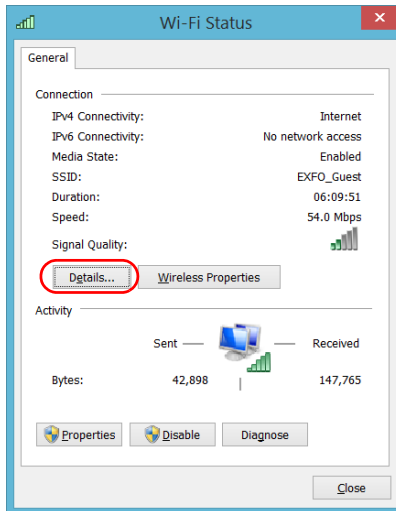 Wi-Fi Status
General
Connection
IPv4 Connectivity: Internet
IPv6 Connectivity: No network access
Media State: Enabled
SSID: EXFO_Guest
Duration: 06:09:51
Speed: 54.0 Mbps
Signal Quality:
Details... Wireless Properties
Activity
Sent Received
Bytes: 42,898 147,765
Properties Disable Diagnose
Close